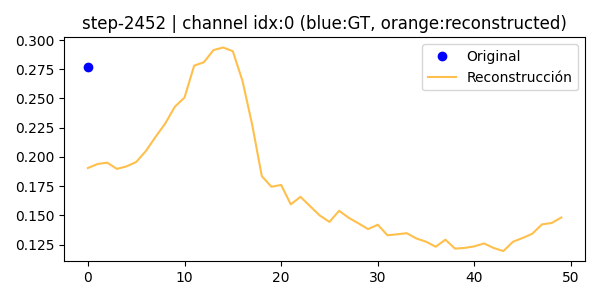 step-2452 | channel idx:0 (blue:GT, orange:reconstructed)
0.300
0.275
0.250
0.225
0.200
0.175
0.150
0.125
Original
Reconstrucción
0 10 20 30 40 50